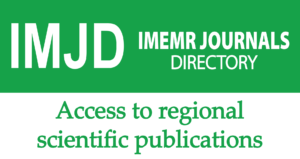 IMJD IMEMR JOURNALS
DIRECTORY
Access to regional
scientific publications